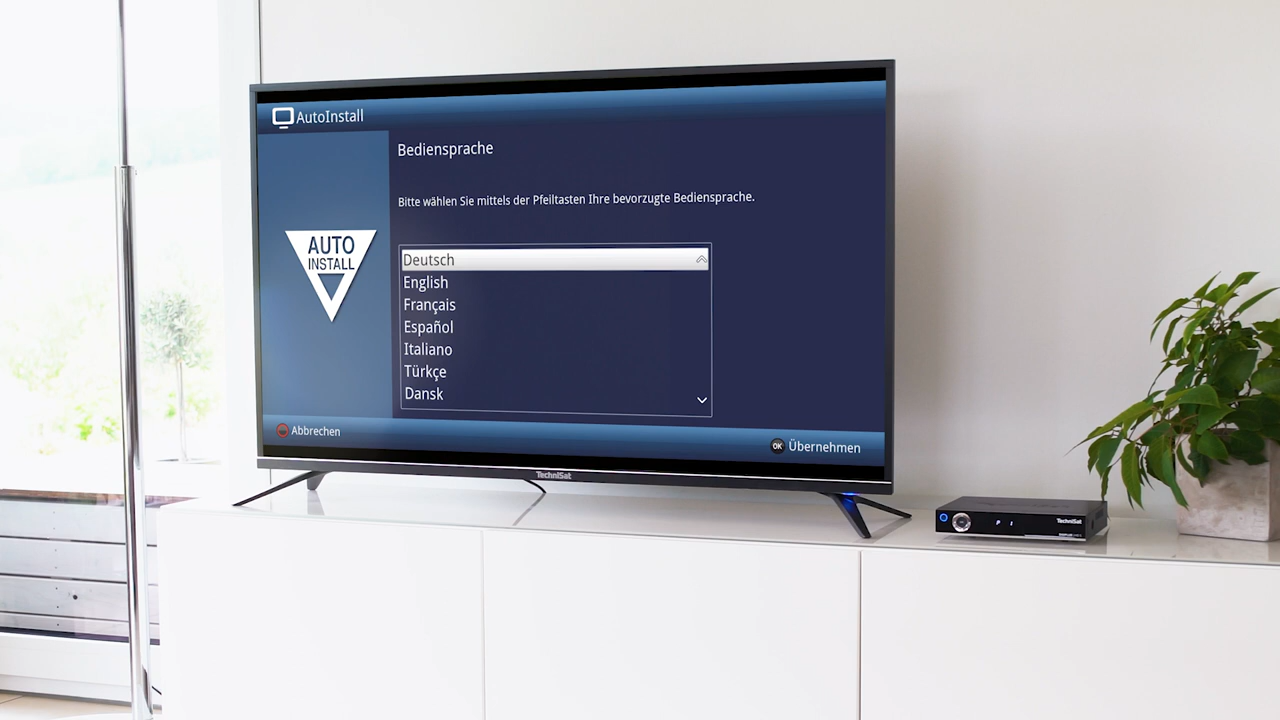 AutoInstall
Bediensprache
Bitte wählen Sie mittels der Pfeiltasten Ihre bevorzugte Bediensprache.
AUTO
INSTALL
Deutsch
English
Français
Español
Italiano
Türkçe
Dansk
Abbrechen
OK Übernehmen
TechniSat
P 1
TechniSat